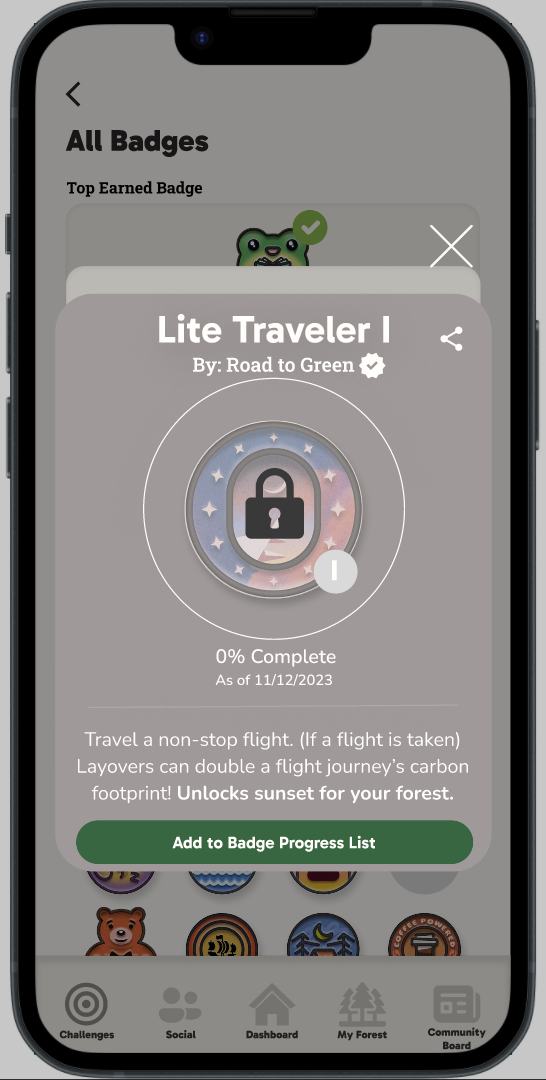 All Badges
Top Earned Badge
Lite Traveler I
By: Road to Green
I
0% Complete
As of 11/12/2023
Travel a non-stop flight. (If a flight is taken)
Layovers can double a flight journey's carbon
footprint! Unlocks sunset for your forest.
Add to Badge Progress List
COFFEE POWERED
Challenges
Social
Dashboard
My Forest
Community
Board